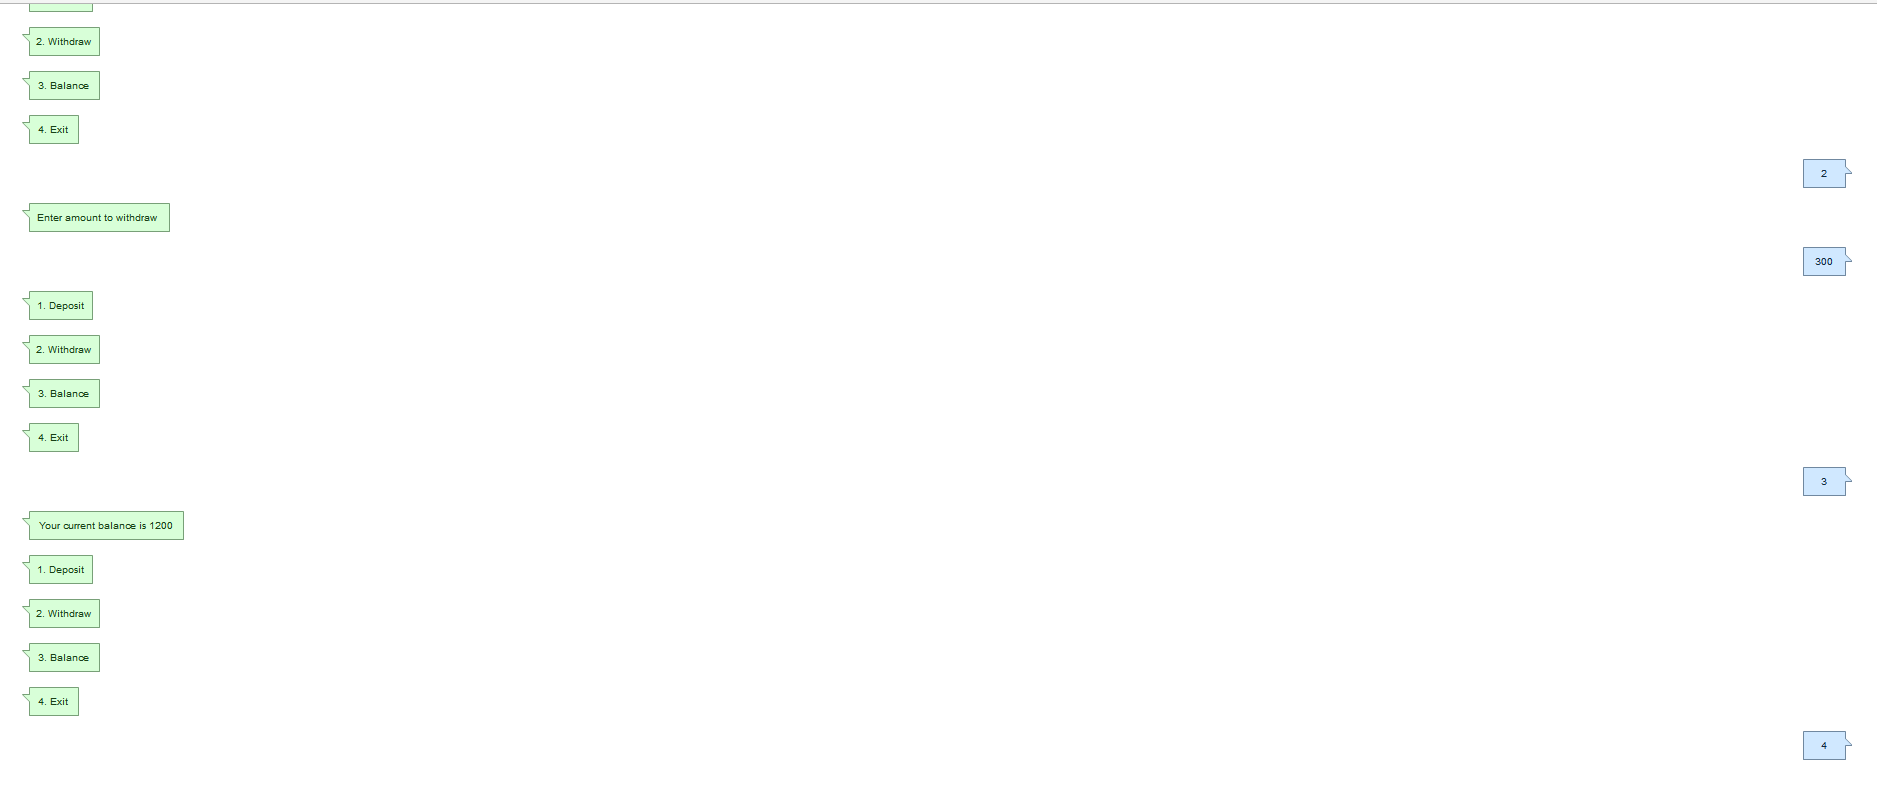 2. Withdraw
3. Balance
4. Exit
2
Enter amount to withdraw
300
1. Deposit
2. Withdraw
3. Balance
4. Exit
3
Your current balance is 1200
1. Deposit
2. Withdraw
3. Balance
4. Exit
4